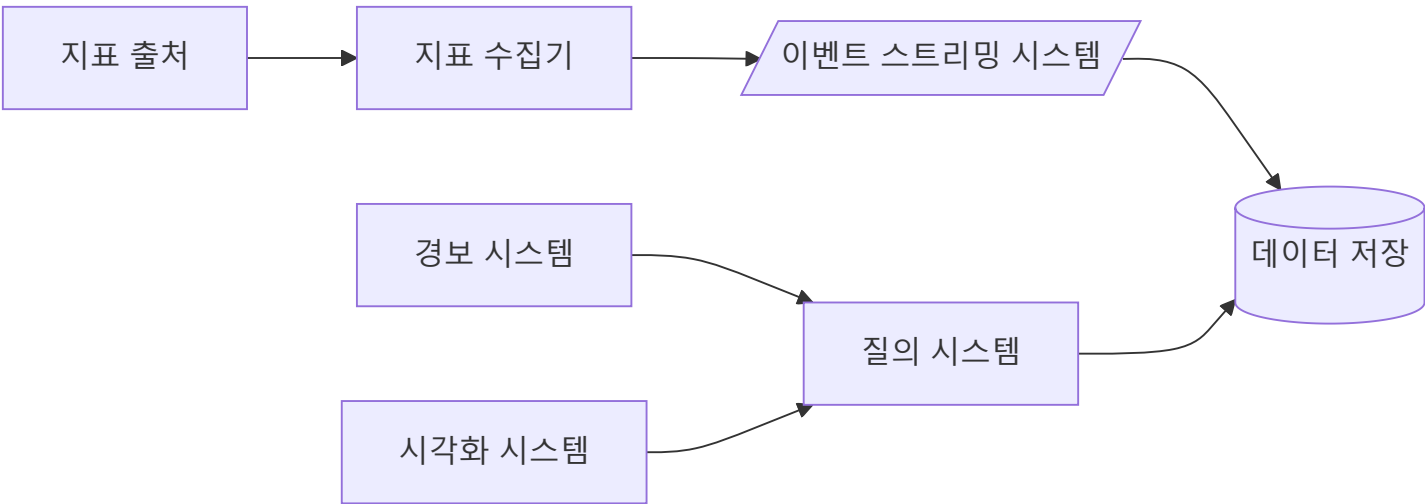 지표 출처
지표 수집기
이벤트 스트리밍 시스템
경보 시스템
데이터 저장
질의 시스템
시각화 시스템